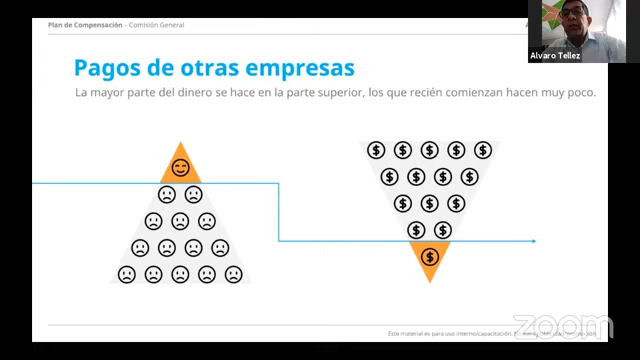 Plan de Compensación – Comisión General
Alvaro Tellez
Pagos de otras empresas
La mayor parte del dinero se hace en la parte superior, los que recién comienzan hacen muy poco.
Este material es para uso interno/capacitación.
zoom